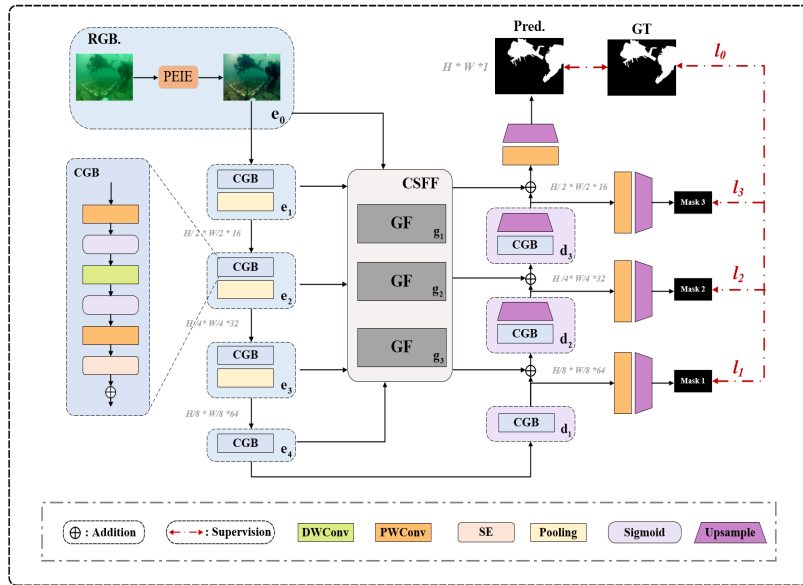 RGB.
PEIE
e0
Pred.
GT
H * W *1
l0
CGB
CGB
e1
CSFF
GF
g1
H/ 2 * W/2 * 16
H/ 2 * W/2 * 16
l3
Mask 3
CGB
d3
CGB
e2
GF
g2
H/4* W/4 *32
H/4* W/4 *32
l2
Mask 2
CGB
d2
CGB
e3
GF
g3
H/8 * W/8 *64
H/8 * W/8 *64
l1
Mask 1
CGB
e4
CGB
d1
: Addition
: Supervision
DWConv
PWConv
SE
Pooling
Sigmoid
Upsample